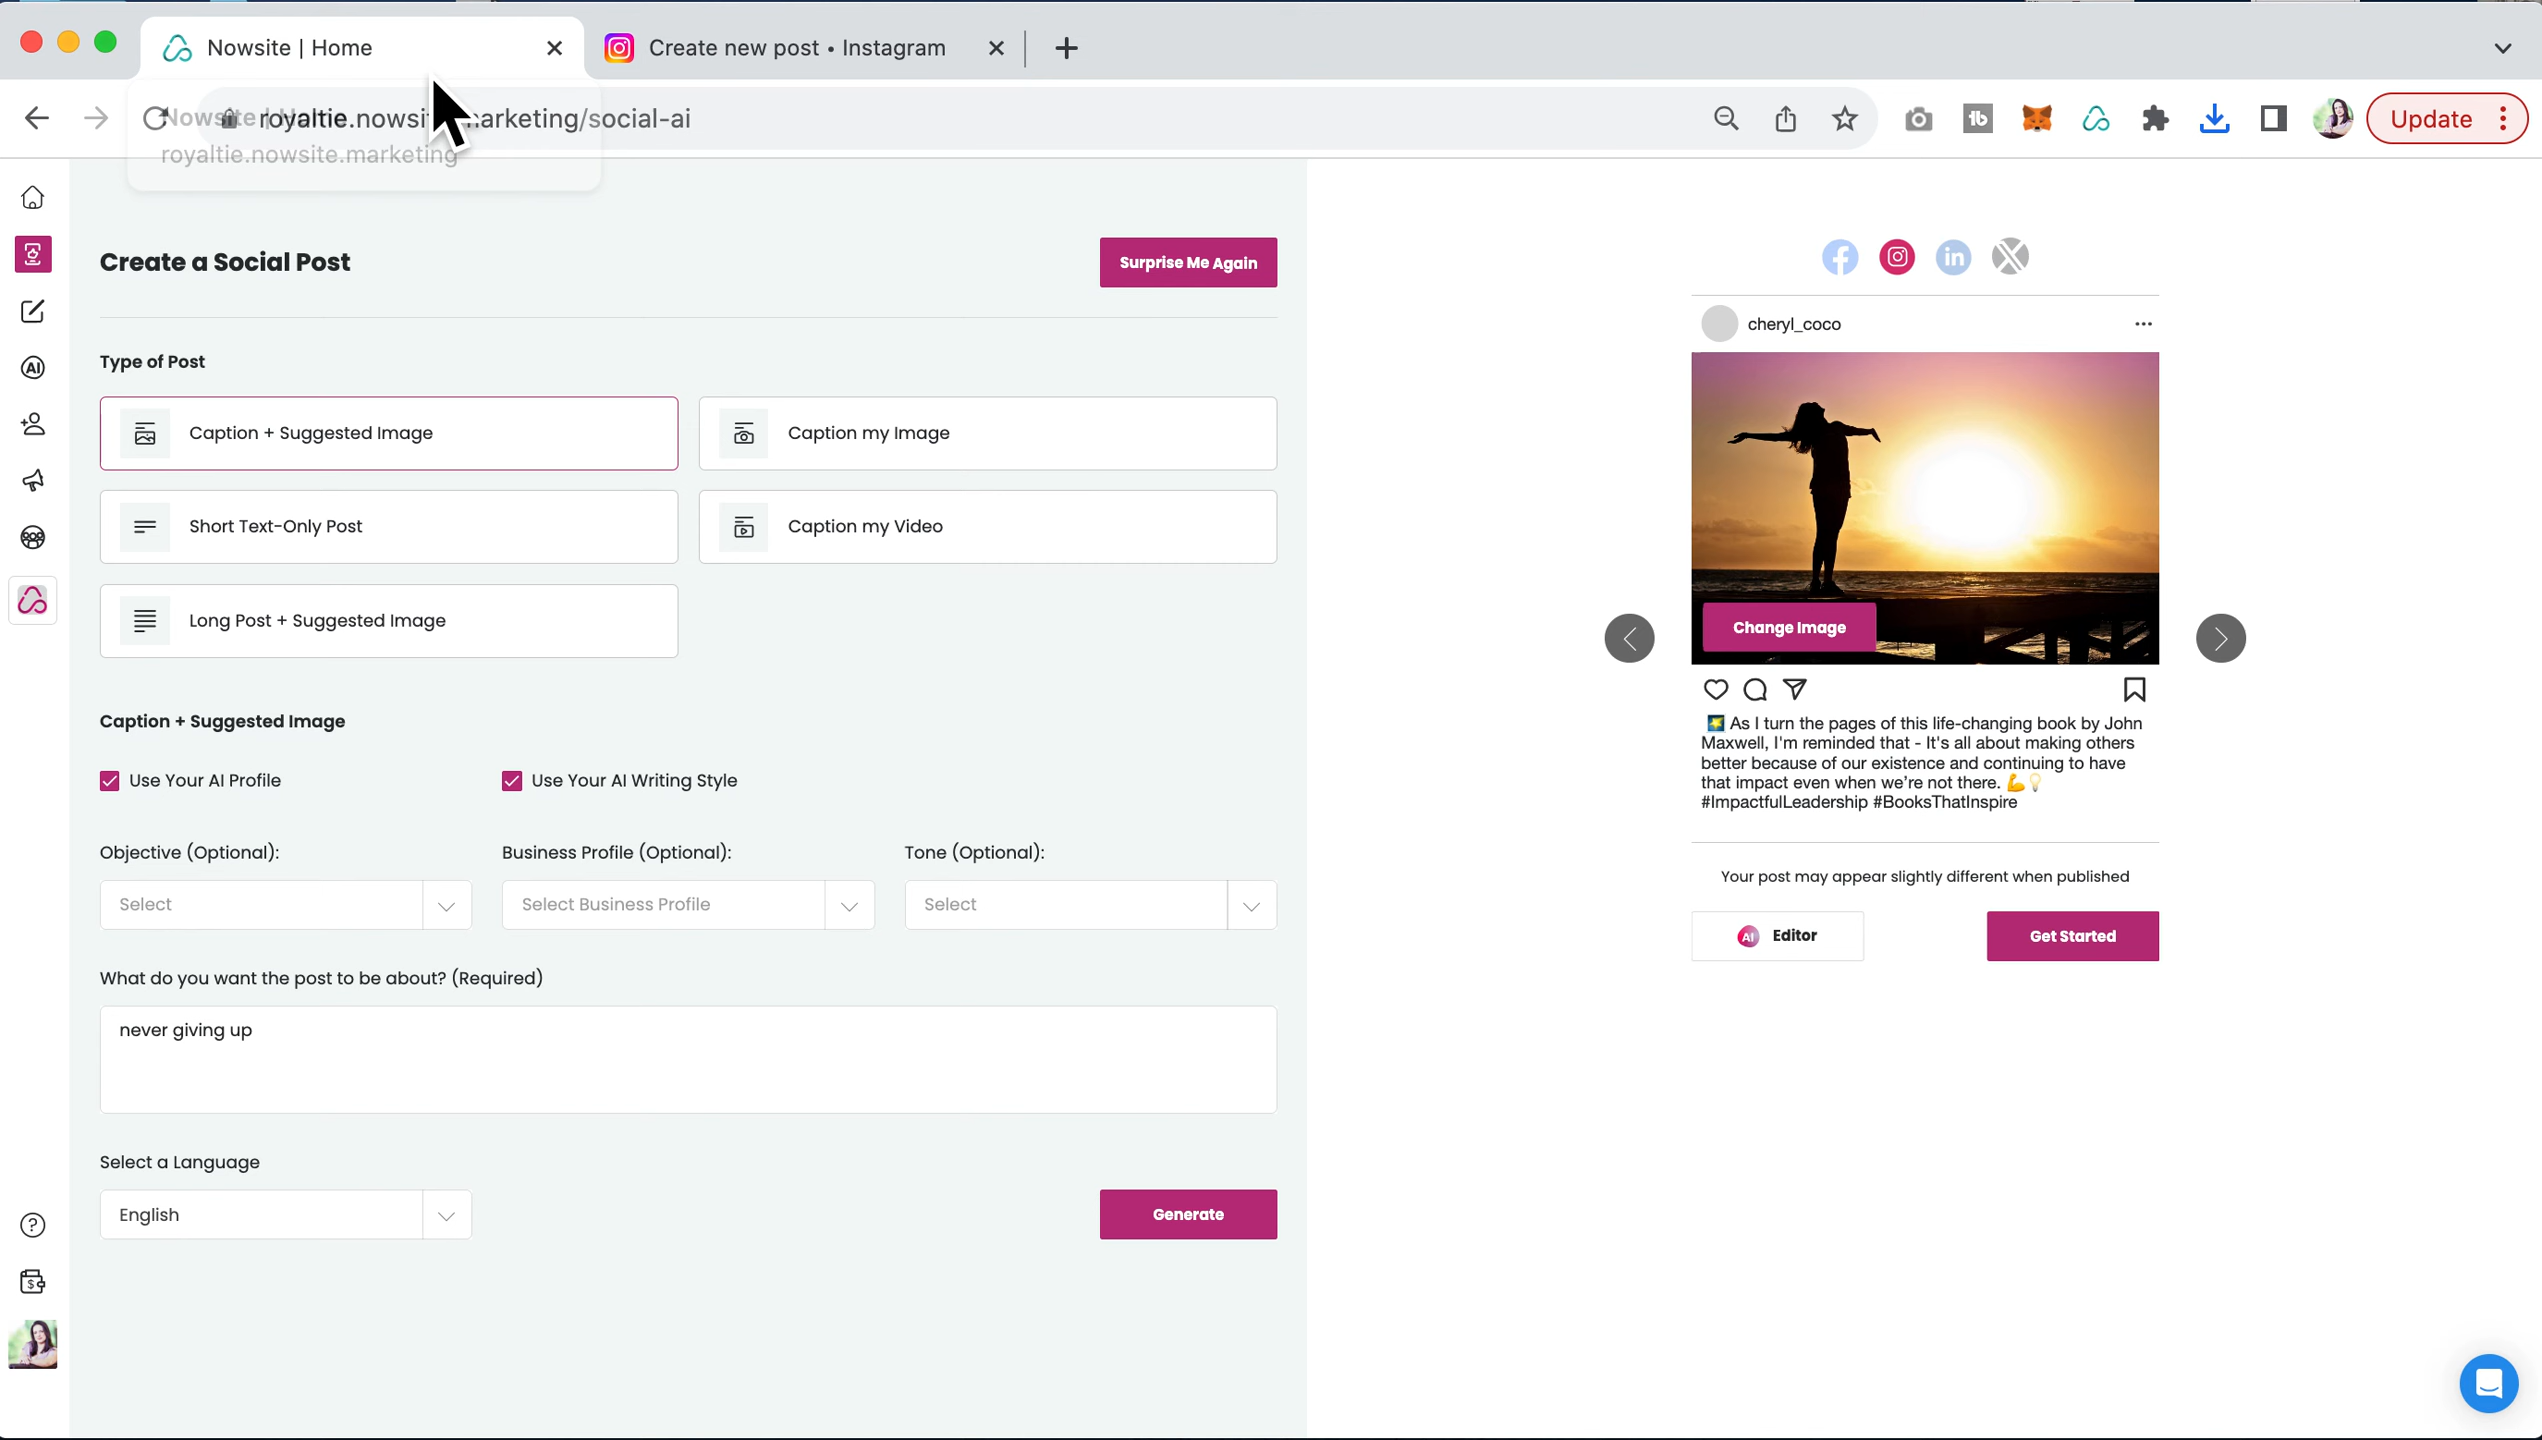 Nowsite | Home
Create new post • Instagram
royaltie.nowsit marketing/social-ai
Update
Nowsite | Home
royaltie.nowsite.marketing
Create a Social Post
Surprise Me Again
Type of Post
Caption + Suggested Image
Caption my Image
Short Text-Only Post
Caption my Video
Long Post + Suggested Image
Caption + Suggested Image
Use Your AI Profile
Use Your AI Writing Style
Objective (Optional):
Business Profile (Optional):
Tone (Optional):
Select
Select Business Profile
Select
What do you want the post to be about? (Required)
never giving up
Select a Language
English
Generate
cheryl_coco
Change Image
🌠 As I turn the pages of this life-changing book by John
Maxwell, I'm reminded that - It's all about making others
better because of our existence and continuing to have
that impact even when we're not there. 💪💡
#ImpactfulLeadership #BooksThatInspire
Your post may appear slightly different when published
AI Editor
Get Started